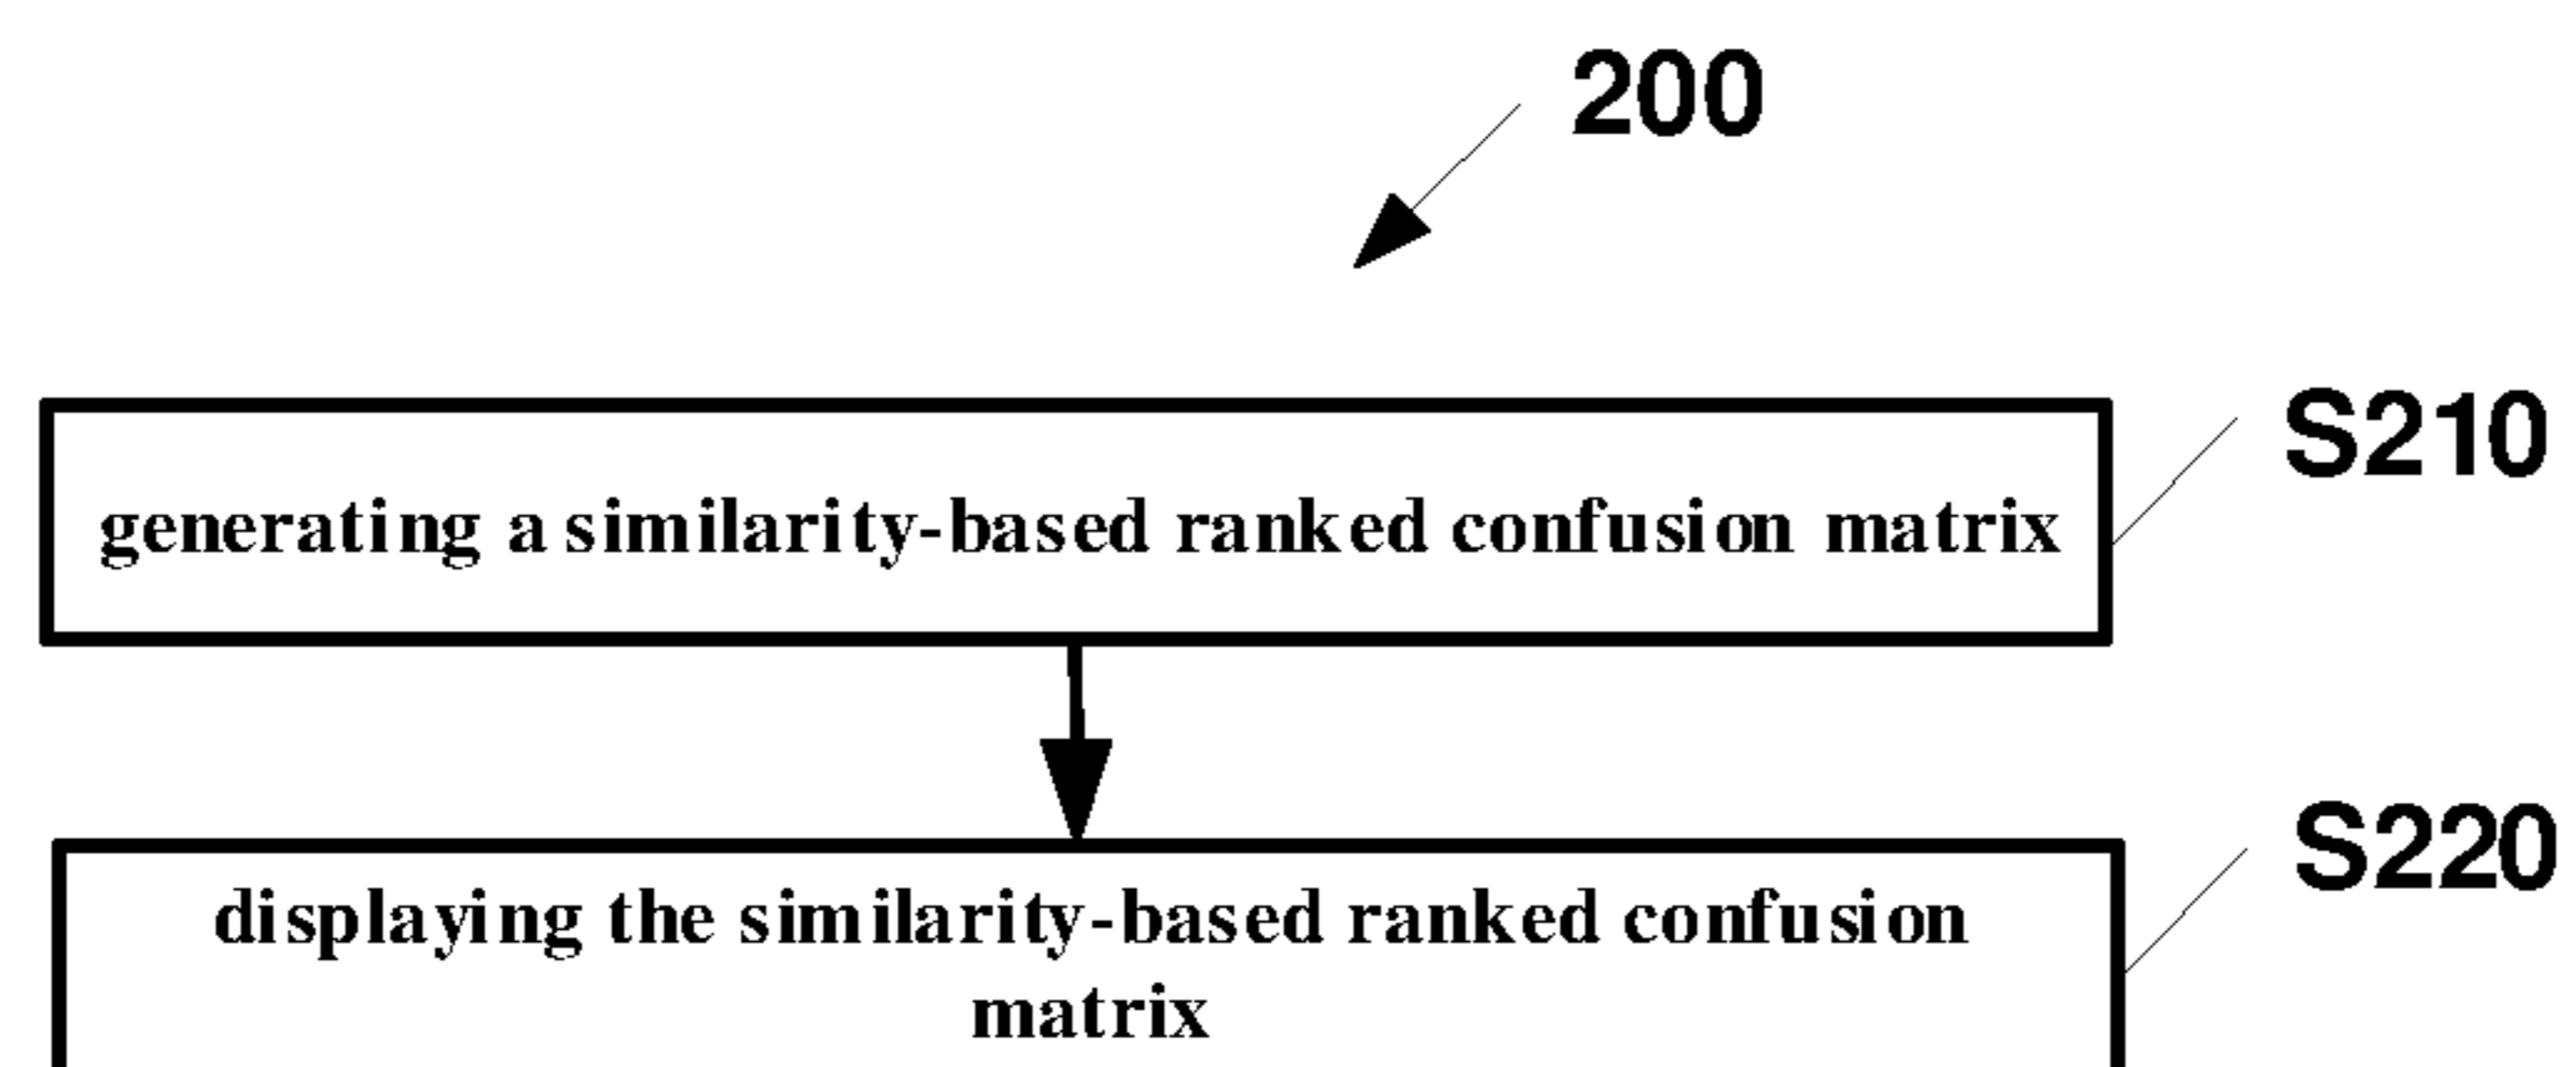 200
S210
generating a similarity-based ranked confusion matrix
S220
displaying the similarity-based ranked confusion
matrix